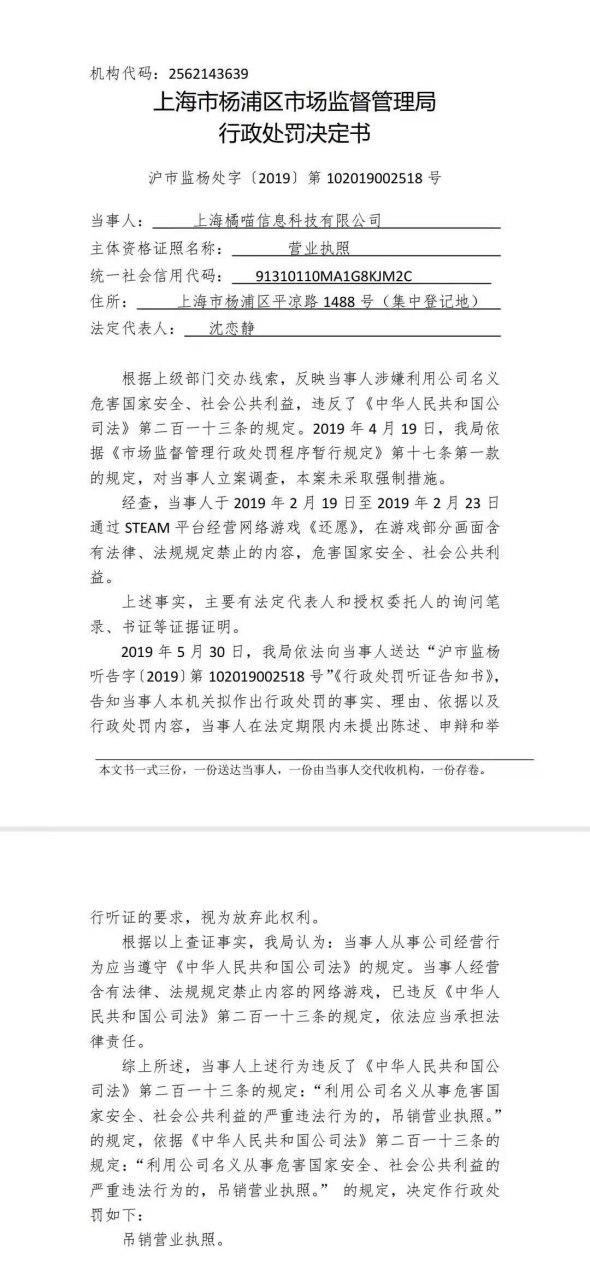 机构代码：2562143639
上海市杨浦区市场监督管理局
行政处罚决定书
沪市监杨处字〔2019〕第 102019002518 号
当事人： 上海橘喵信息科技有限公司
主体资格证照名称： 营业执照
统一社会信用代码： 91310110MA1G8KJM2C
住所： 上海市杨浦区平凉路 1488 号（集中登记地）
法定代表人： 沈恋静
根据上级部门交办线索，反映当事人涉嫌利用公司名义
危害国家安全、社会公共利益，违反了《中华人民共和国公
司法》第二百一十三条的规定。2019 年 4 月 19 日，我局依
据《市场监督管理行政处罚程序暂行规定》第十七条第一款
的规定，对当事人立案调查，本案未采取强制措施。
经查，当事人于 2019 年 2 月 19 日至 2019 年 2 月 23 日
通过 STEAM 平台经营网络游戏《还愿》，在游戏部分画面含
有法律、法规规定禁止的内容，危害国家安全、社会公共利
益。
上述事实，主要有法定代表人和授权委托人的询问笔
录、书证等证据证明。
2019 年 5 月 30 日，我局依法向当事人送达“沪市监杨
听告字〔2019〕第 102019002518 号”《行政处罚听证告知书》，
告知当事人本机关拟作出行政处罚的事实、理由、依据以及
行政处罚内容，当事人在法定期限内未提出陈述、申辩和举
本文书一式三份，一份送达当事人，一份由当事人交代收机构，一份存卷。
行听证的要求，视为放弃此权利。
根据以上查证事实，我局认为：当事人从事公司经营行
为应当遵守《中华人民共和国公司法》的规定。当事人经营
含有法律、法规规定禁止内容的网络游戏，已违反《中华人
民共和国公司法》第二百一十三条的规定，依法应当承担法
律责任。
综上所述，当事人上述行为违反了《中华人民共和国公
司法》第二百一十三条的规定：“利用公司名义从事危害国
家安全、社会公共利益的严重违法行为的，吊销营业执照。”
的规定，依据《中华人民共和国公司法》第二百一十三条的
规定：“利用公司名义从事危害国家安全、社会公共利益的
严重违法行为的，吊销营业执照。” 的规定，决定作行政处
罚如下：
吊销营业执照。